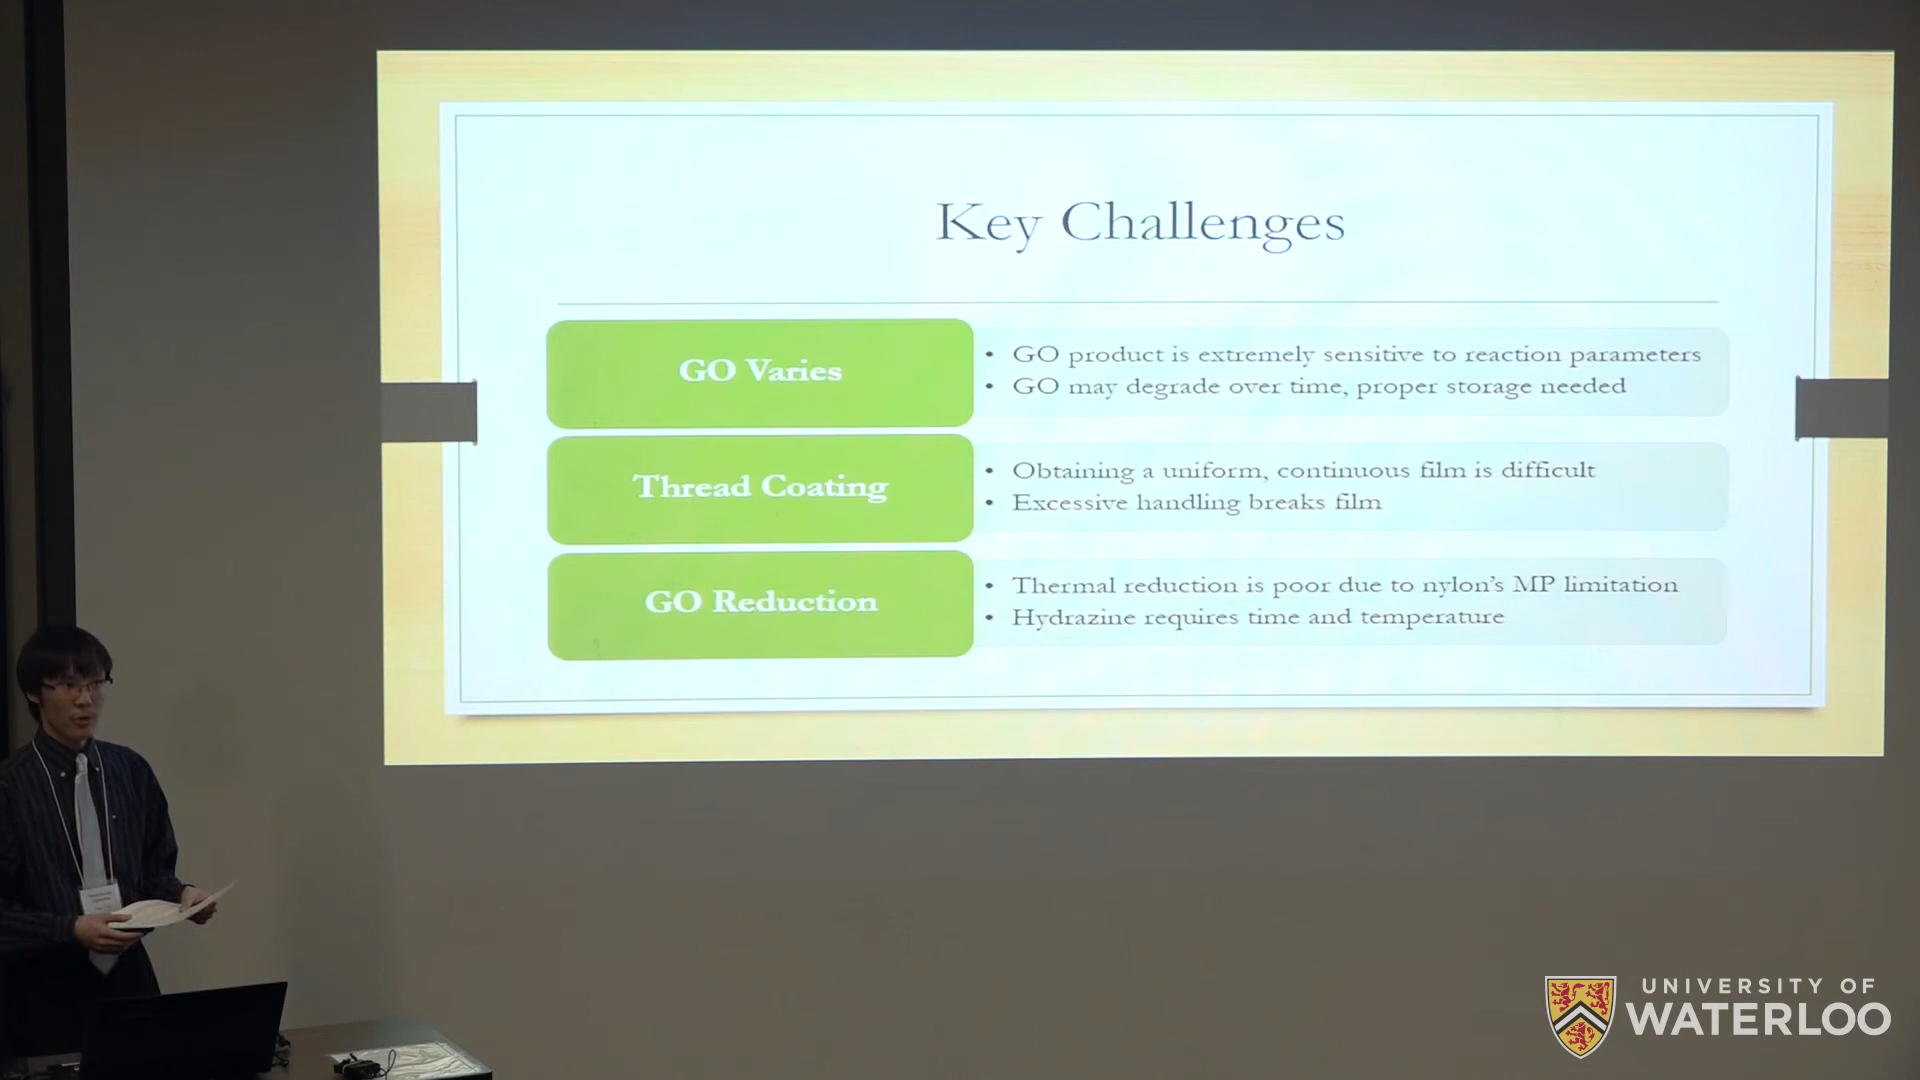 Key Challenges
GO Varies
• GO product is extremely sensitive to reaction parameters
• GO may degrade over time, proper storage needed
Thread Coating
• Obtaining a uniform, continuous film is difficult
• Excessive handling breaks film
GO Reduction
• Thermal reduction is poor due to nylon’s MP limitation
• Hydrazine requires time and temperature
UNIVERSITY OF
WATERLOO